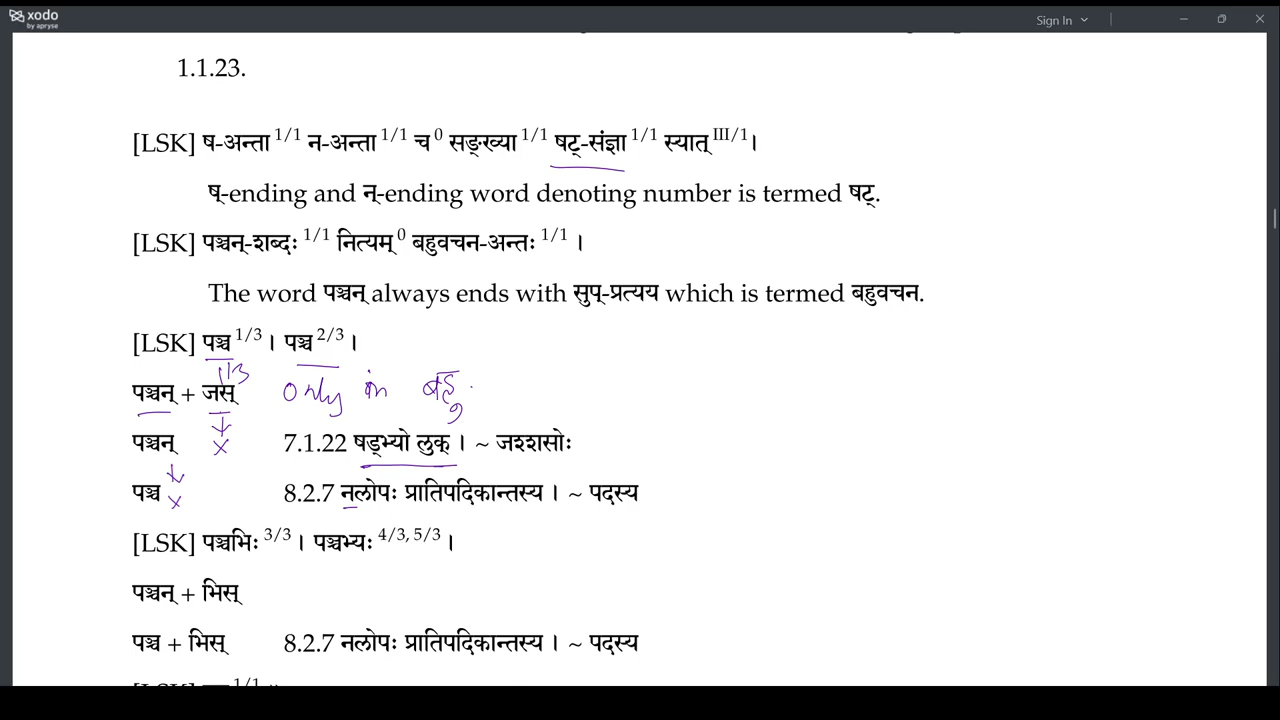 xodo
by apryse
Sign In
1.1.23.
[LSK] ष-अन्ता 1/1 न-अन्ता 1/1 च 0 सङ्ख्या 1/1 षट्-संज्ञा 1/1 स्यात् III/1।
ष्-ending and न्-ending word denoting number is termed षट्.
[LSK] पञ्चन्-शब्दः 1/1 नित्यम् 0 बहुवचन-अन्तः 1/1 ।
The word पञ्चन् always ends with सुप्-प्रत्यय which is termed बहुवचन.
[LSK] पञ्च 1/3 । पञ्च 2/3 ।
1/3
पञ्चन् + जस् only in बहु
x
पञ्चन् 7.1.22 षड्भ्यो लुक् । ~ जश्शसोः
x
पञ्च 8.2.7 नलोपः प्रातिपदिकान्तस्य । ~ पदस्य
[LSK] पञ्चभिः 3/3 । पञ्चभ्यः 4/3, 5/3 ।
पञ्चन् + भिस्
पञ्च + भिस् 8.2.7 नलोपः प्रातिपदिकान्तस्य । ~ पदस्य